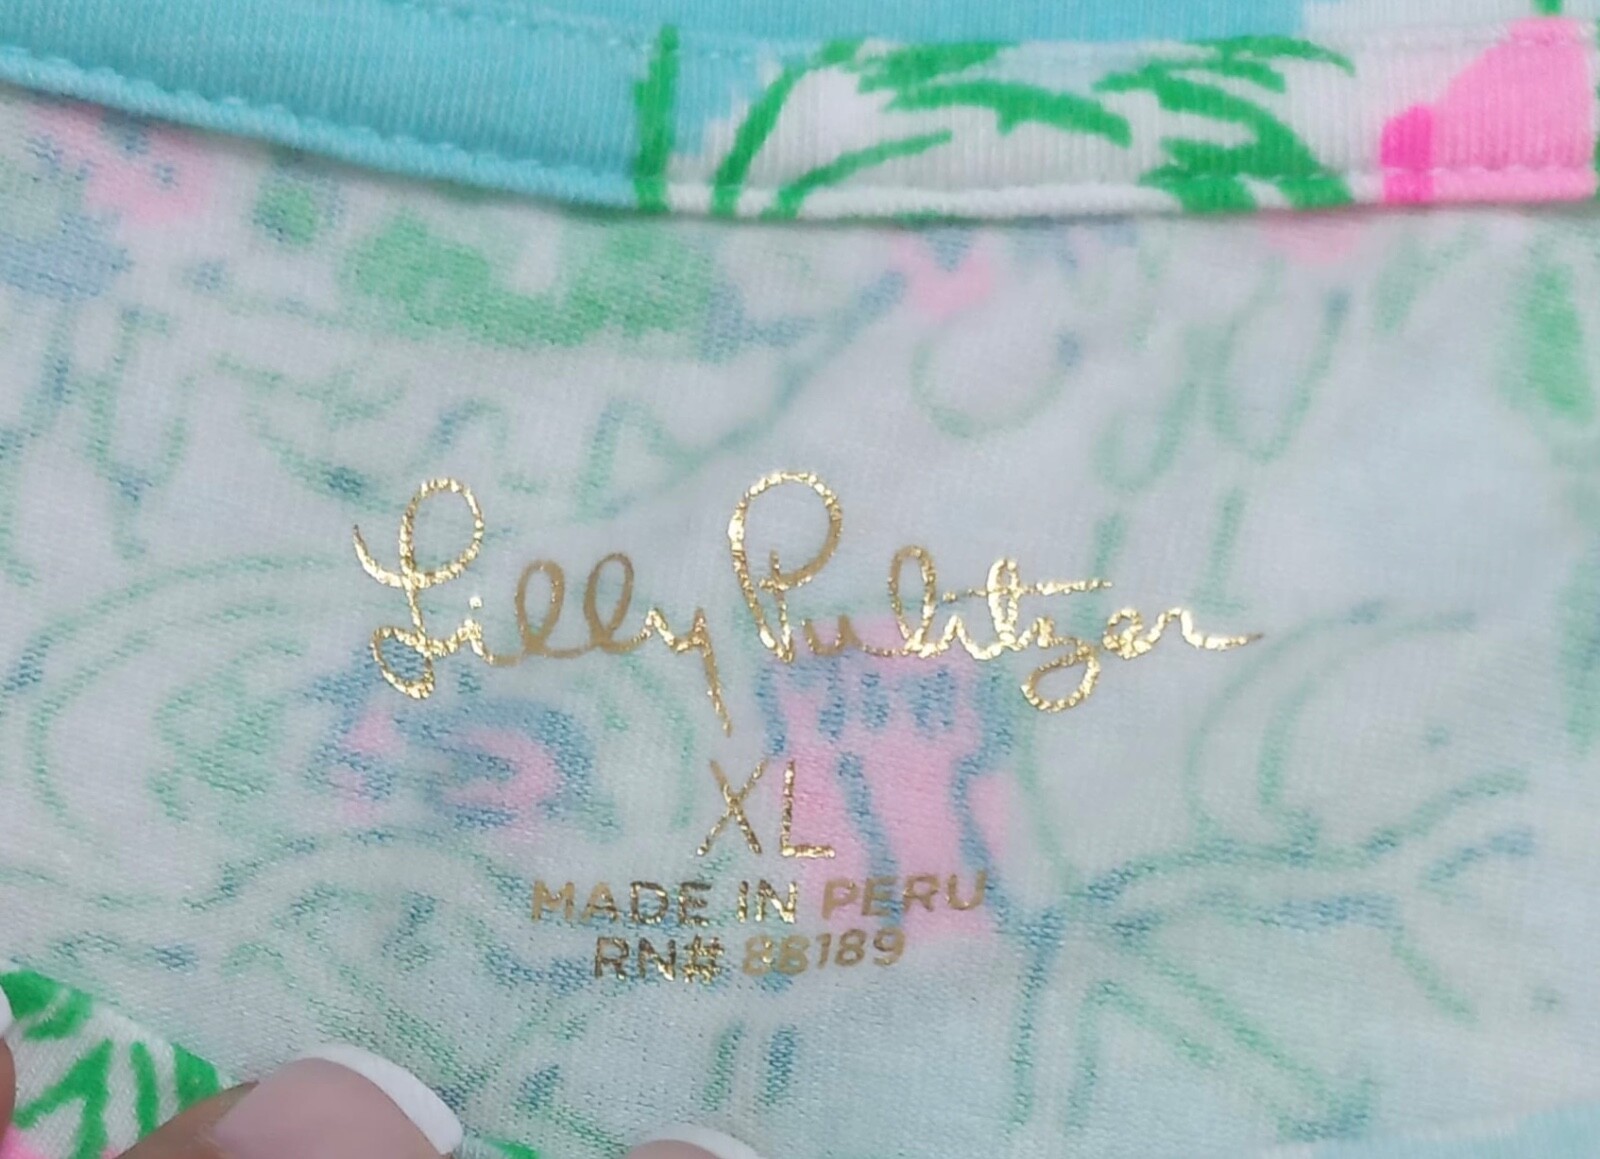 Lilly Pulitzer
XL
MADE IN PERU
RN# 88189